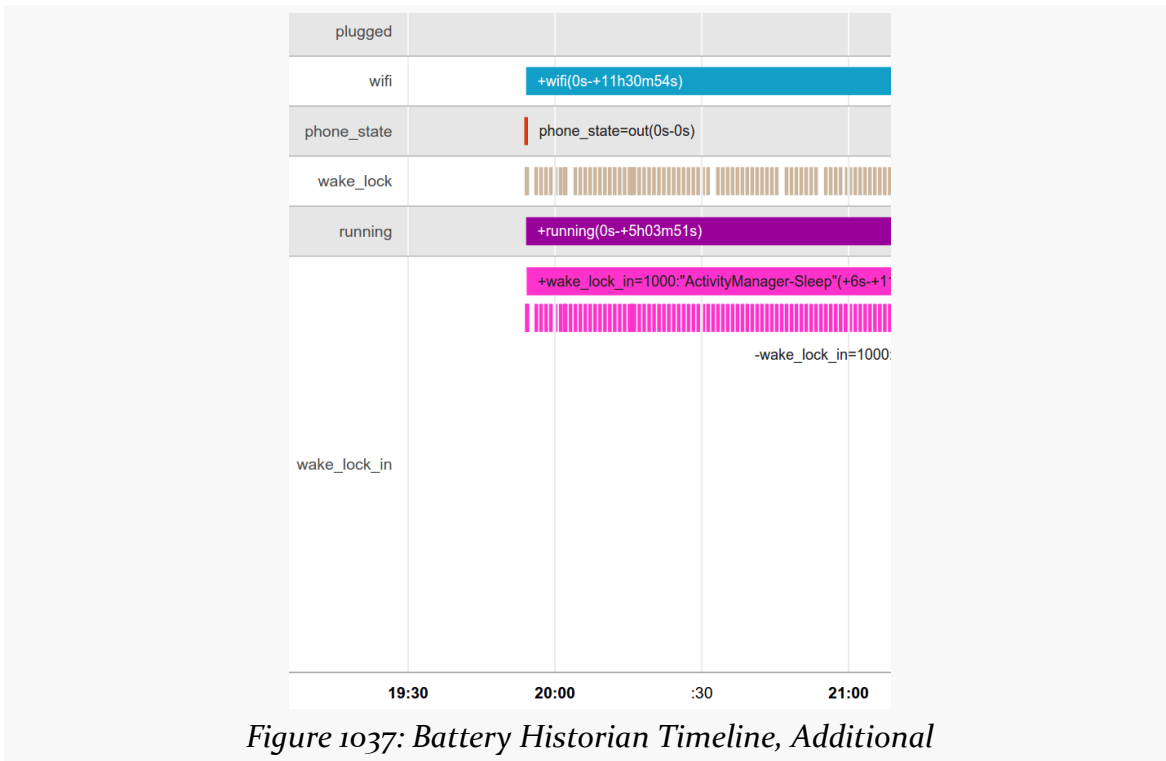 plugged
wifi
+wifi(0s-+11h30m54s)
phone_state
phone_state=out(0s-0s)
wake_lock
running
+running(0s-+5h03m51s)
+wake_lock_in=1000:"ActivityManager-Sleep"(+6s-+11
-wake_lock_in=1000:
wake_lock_in
19:30 20:00 :30 21:00
Figure 1037: Battery Historian Timeline, Additional